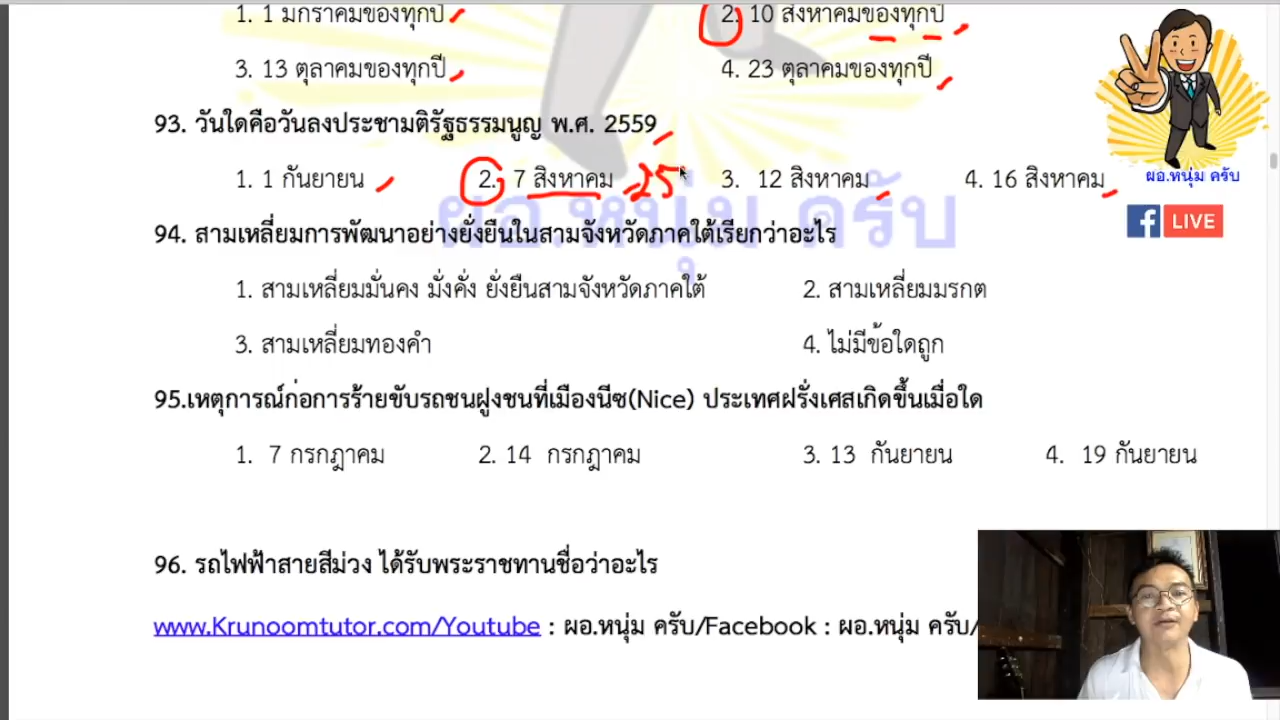 1. 1 มกราคมของทุกปี 2. 10 สิงหาคมของทุกปี
3. 13 ตุลาคมของทุกปี 4. 23 ตุลาคมของทุกปี
93. วันใดคือวันลงประชามติรัฐธรรมนูญ พ.ศ. 2559
1. 1 กันยายน 2. 7 สิงหาคม 25 3. 12 สิงหาคม 4. 16 สิงหาคม
ผอ.หนุ่ม ครับ
ผอ.หนุ่ม ครับ
f LIVE
94. สามเหลี่ยมการพัฒนาอย่างยั่งยืนในสามจังหวัดภาคใต้เรียกว่าอะไร
1. สามเหลี่ยมมั่นคง มั่งคั่ง ยั่งยืนสามจังหวัดภาคใต้ 2. สามเหลี่ยมมรกต
3. สามเหลี่ยมทองคำ 4. ไม่มีข้อใดถูก
95.เหตุการณ์ก่อการร้ายขับรถชนฝูงชนที่เมืองนีซ(Nice) ประเทศฝรั่งเศสเกิดขึ้นเมื่อใด
1. 7 กรกฎาคม 2. 14 กรกฎาคม 3. 13 กันยายน 4. 19 กันยายน
96. รถไฟฟ้าสายสีม่วง ได้รับพระราชทานชื่อว่าอะไร
www.Krunoomtutor.com/Youtube : ผอ.หนุ่ม ครับ/Facebook : ผอ.หนุ่ม ครับ/